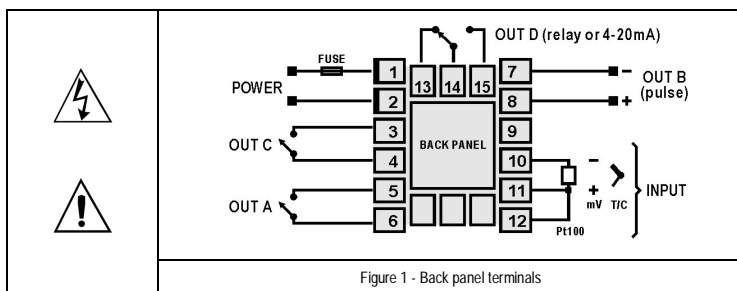 OUT D (relay or 4-20mA)
FUSE
POWER
1
2
3
4
5
6
13
14
15
7
8
9
10
11
12
BACK PANEL
OUT C
OUT A
–
+
OUT B
(pulse)
–
+
mV
T/C
INPUT
Pt100
Figure 1 - Back panel terminals